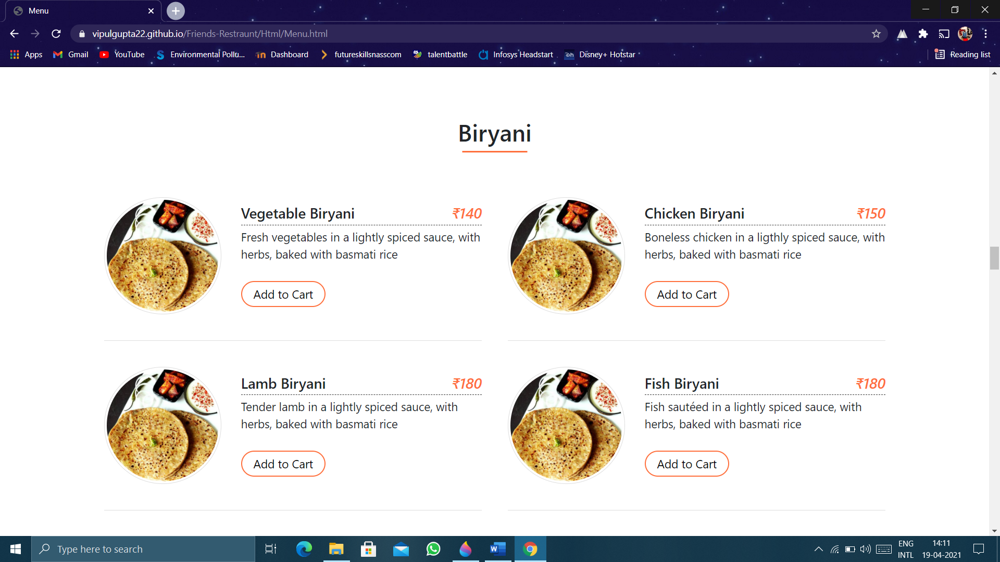 Menu
vipulgupta22.github.io/Friends-Restraunt/Html/Menu.html
Apps
Gmail
YouTube
Environmental Pollu...
Dashboard
futureskillsnasscom
talentbattle
Infosys Headstart
Disney+ Hotstar
Reading list
Biryani
Vegetable Biryani ₹140
Fresh vegetables in a lightly spiced sauce, with
herbs, baked with basmati rice
Add to Cart
Chicken Biryani ₹150
Boneless chicken in a ligthly spiced sauce, with
herbs, baked with basmati rice
Add to Cart
Lamb Biryani ₹180
Tender lamb in a lightly spiced sauce, with
herbs, baked with basmati rice
Add to Cart
Fish Biryani ₹180
Fish sautéed in a lightly spiced sauce, with
herbs, baked with basmati rice
Add to Cart
Type here to search
ENG
INTL
14:11
19-04-2021